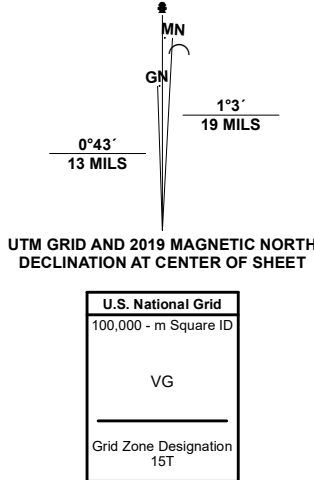 MN
GN
1°3´
19 MILS
0°43´
13 MILS
UTM GRID AND 2019 MAGNETIC NORTH
DECLINATION AT CENTER OF SHEET
U.S. National Grid
100,000 - m Square ID
VG
Grid Zone Designation
15T